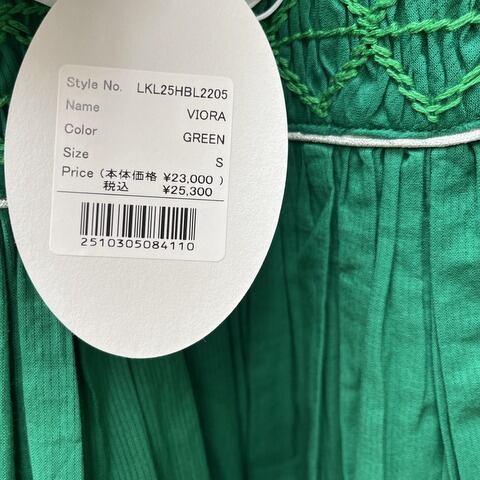 Style No. LKL25HBL2205
Name VIORA
Color GREEN
Size S
Price (本体価格 ¥23,000 )
税込 ¥25,300
2510305084110